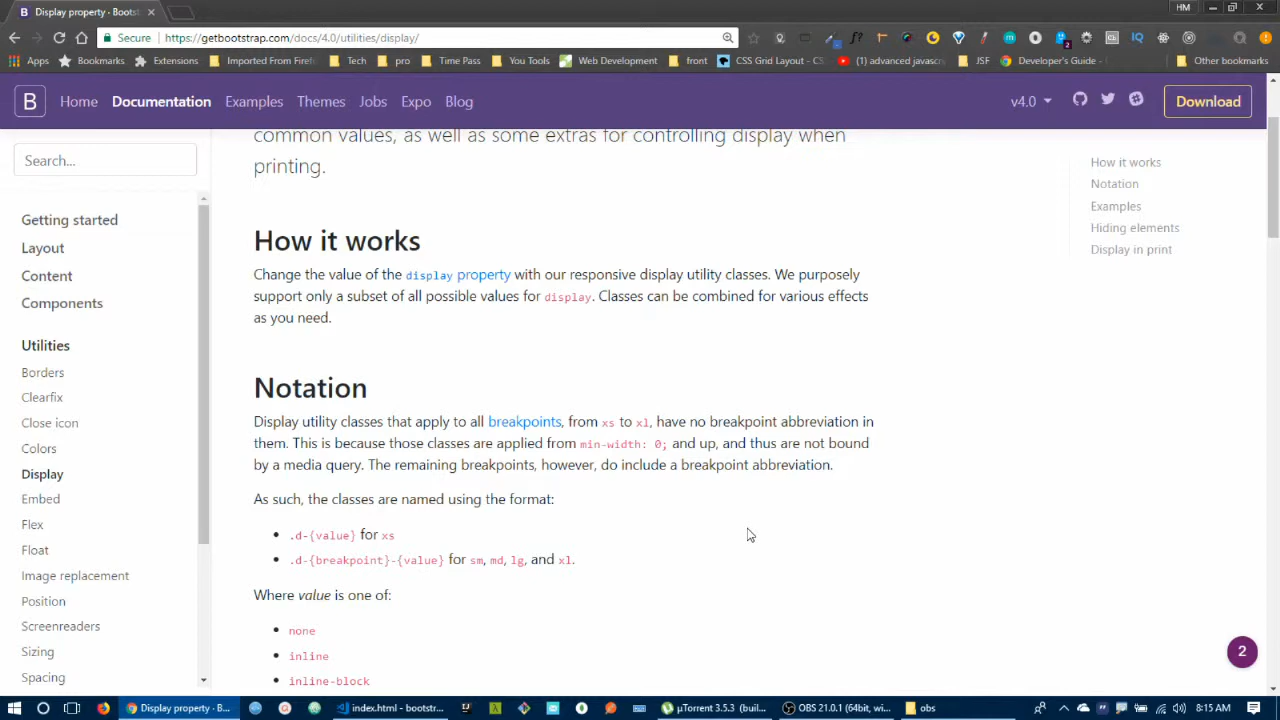 Display property · Bootst
HM
Secure
https://getbootstrap.com/docs/4.0/utilities/display/
Apps
Bookmarks
Extensions
Imported From Firefox
Tech
pro
Time Pass
You Tools
Web Development
front
CSS Grid Layout - CS
(1) advanced javascri
JSF
Developer's Guide -
Other bookmarks
B
Home
Documentation
Examples
Themes
Jobs
Expo
Blog
v4.0
Download
Search...
Getting started
Layout
Content
Components
Utilities
Borders
Clearfix
Close icon
Colors
Display
Embed
Flex
Float
Image replacement
Position
Screenreaders
Sizing
Spacing
common values, as well as some extras for controlling display when
printing.
How it works
Change the value of the display property with our responsive display utility classes. We purposely
support only a subset of all possible values for display. Classes can be combined for various effects
as you need.
Notation
Display utility classes that apply to all breakpoints, from xs to xl, have no breakpoint abbreviation in
them. This is because those classes are applied from min-width: 0; and up, and thus are not bound
by a media query. The remaining breakpoints, however, do include a breakpoint abbreviation.
As such, the classes are named using the format:
.d-{value} for xs
.d-{breakpoint}-{value} for sm, md, lg, and xl.
Where value is one of:
none
inline
inline-block
How it works
Notation
Examples
Hiding elements
Display in print
2
Display property · B...
index.html - bootstr...
µTorrent 3.5.3 (buil...
OBS 21.0.1 (64bit, wi...
obs
8:15 AM